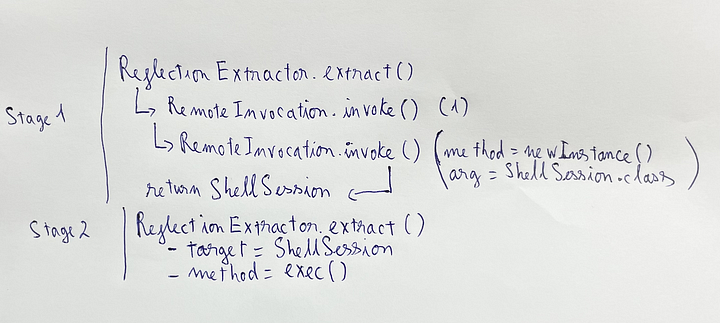 Stage 1
Reflection Extractor.extract()
↳ Remote Invocation.invoke() (1)
↳ Remote Invocation.invoke() (method = newInstance()
arg = ShellSession.class)
return ShellSession ←
Stage 2
Reflection Extractor.extract()
- target = ShellSession
- method = exec()